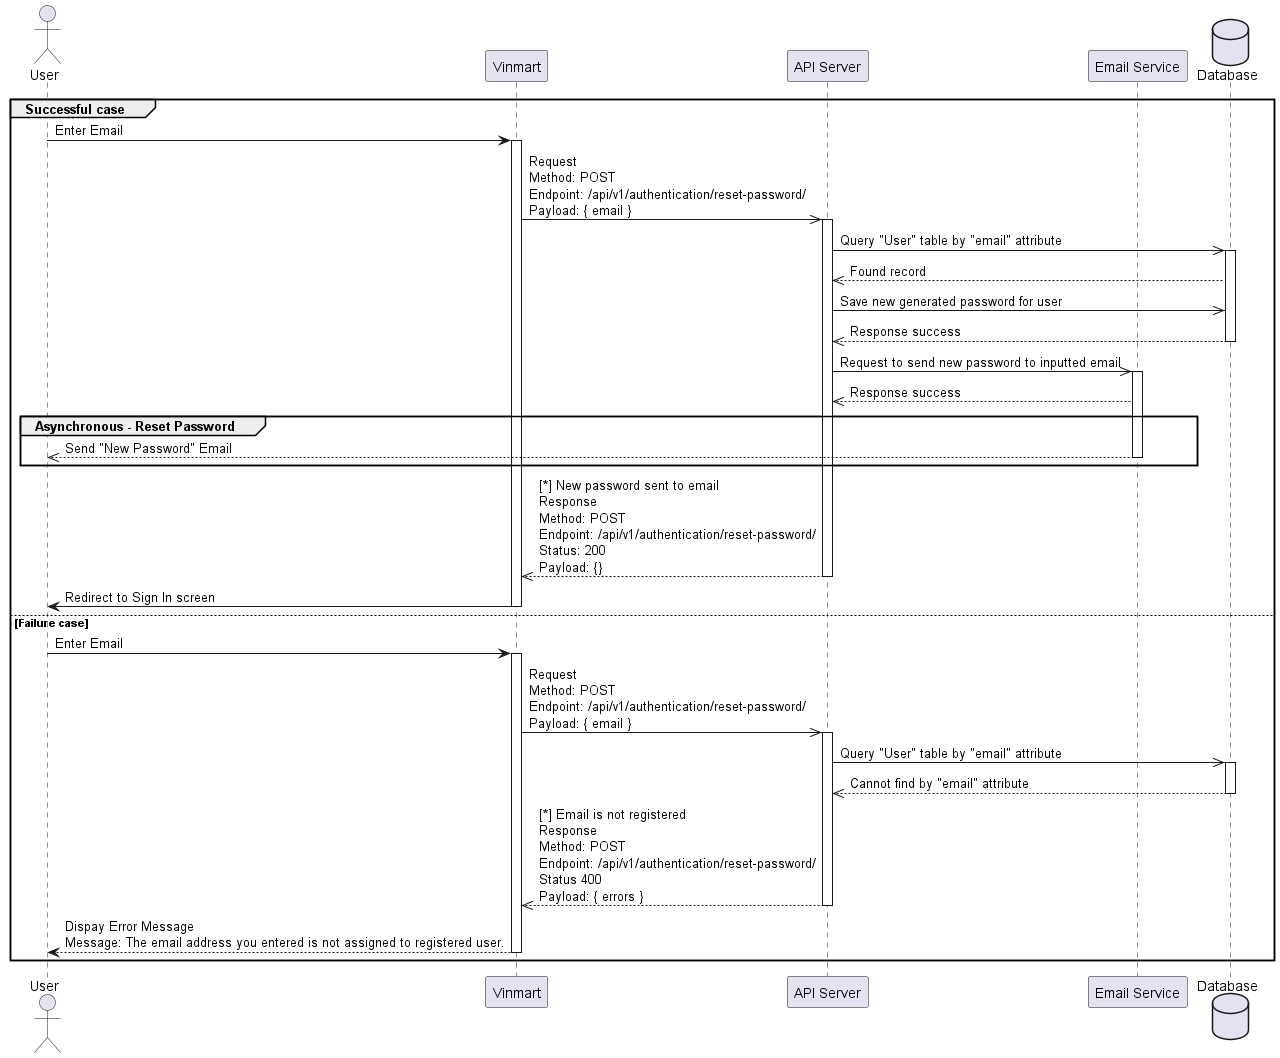 User
Vinmart
API Server
Email Service
Database
Successful case
Enter Email
Request
Method: POST
Endpoint: /api/v1/authentication/reset-password/
Payload: { email }
Query "User" table by "email" attribute
Found record
Save new generated password for user
Response success
Request to send new password to inputted email
Response success
Asynchronous - Reset Password
Send "New Password" Email
[*] New password sent to email
Response
Method: POST
Endpoint: /api/v1/authentication/reset-password/
Status: 200
Payload: {}
Redirect to Sign In screen
[Failure case]
Enter Email
Request
Method: POST
Endpoint: /api/v1/authentication/reset-password/
Payload: { email }
Query "User" table by "email" attribute
Cannot find by "email" attribute
[*] Email is not registered
Response
Method: POST
Endpoint: /api/v1/authentication/reset-password/
Status 400
Payload: { errors }
Dispay Error Message
Message: The email address you entered is not assigned to registered user.
User
Vinmart
API Server
Email Service
Database